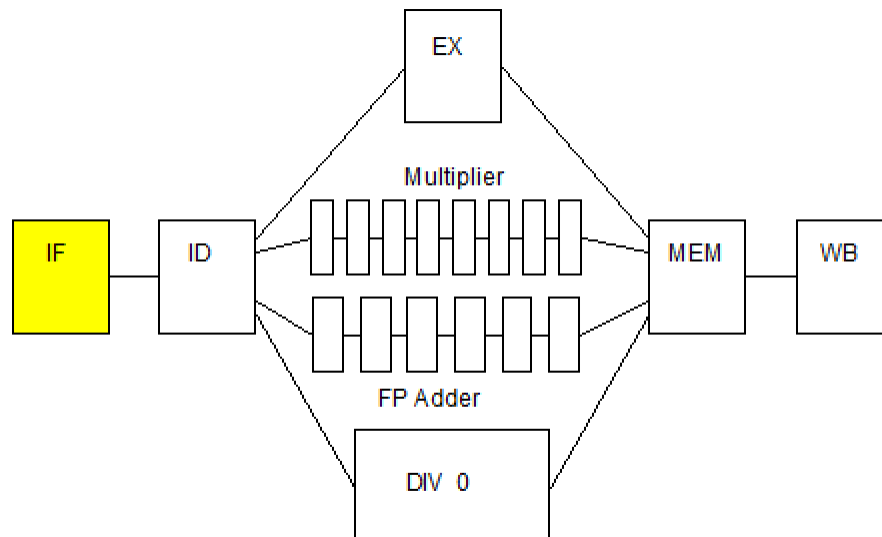 EX
Multiplier
IF
ID
MEM
WB
FP Adder
DIV 0